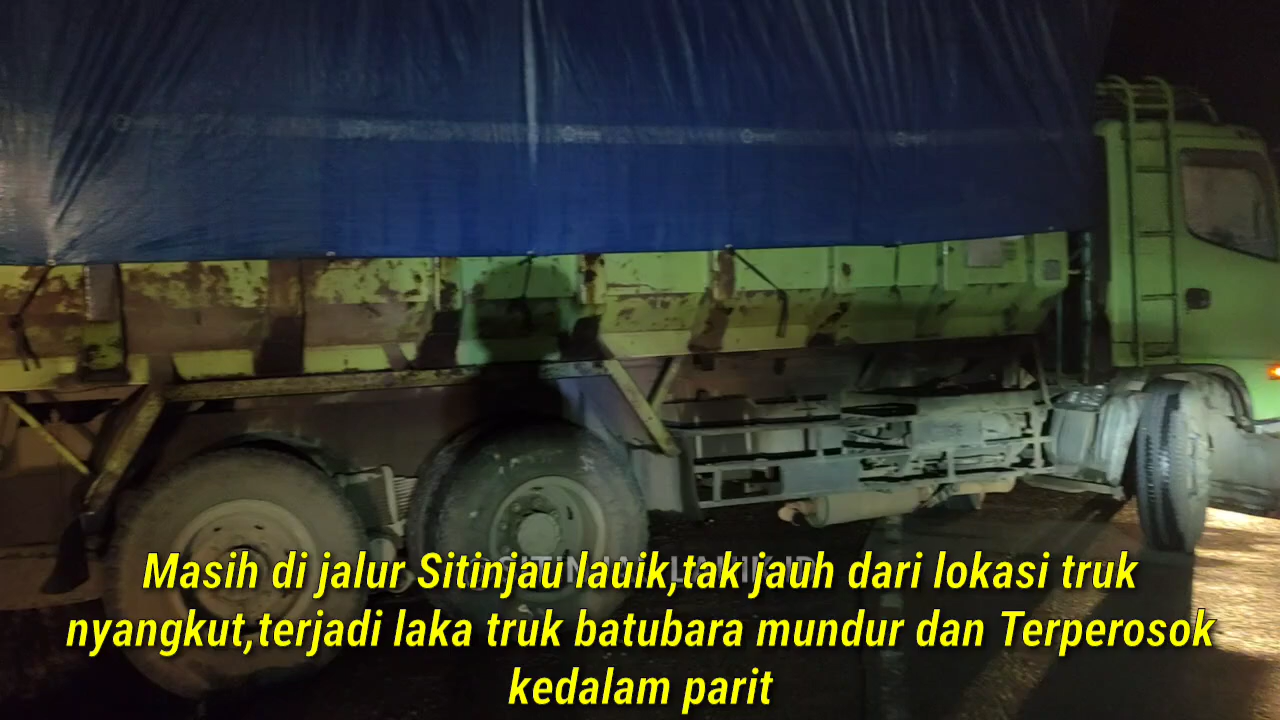 Masih di jalur Sitinjau lauik,tak jauh dari lokasi truk
nyangkut,terjadi laka truk batubara mundur dan Terperosok
kedalam parit